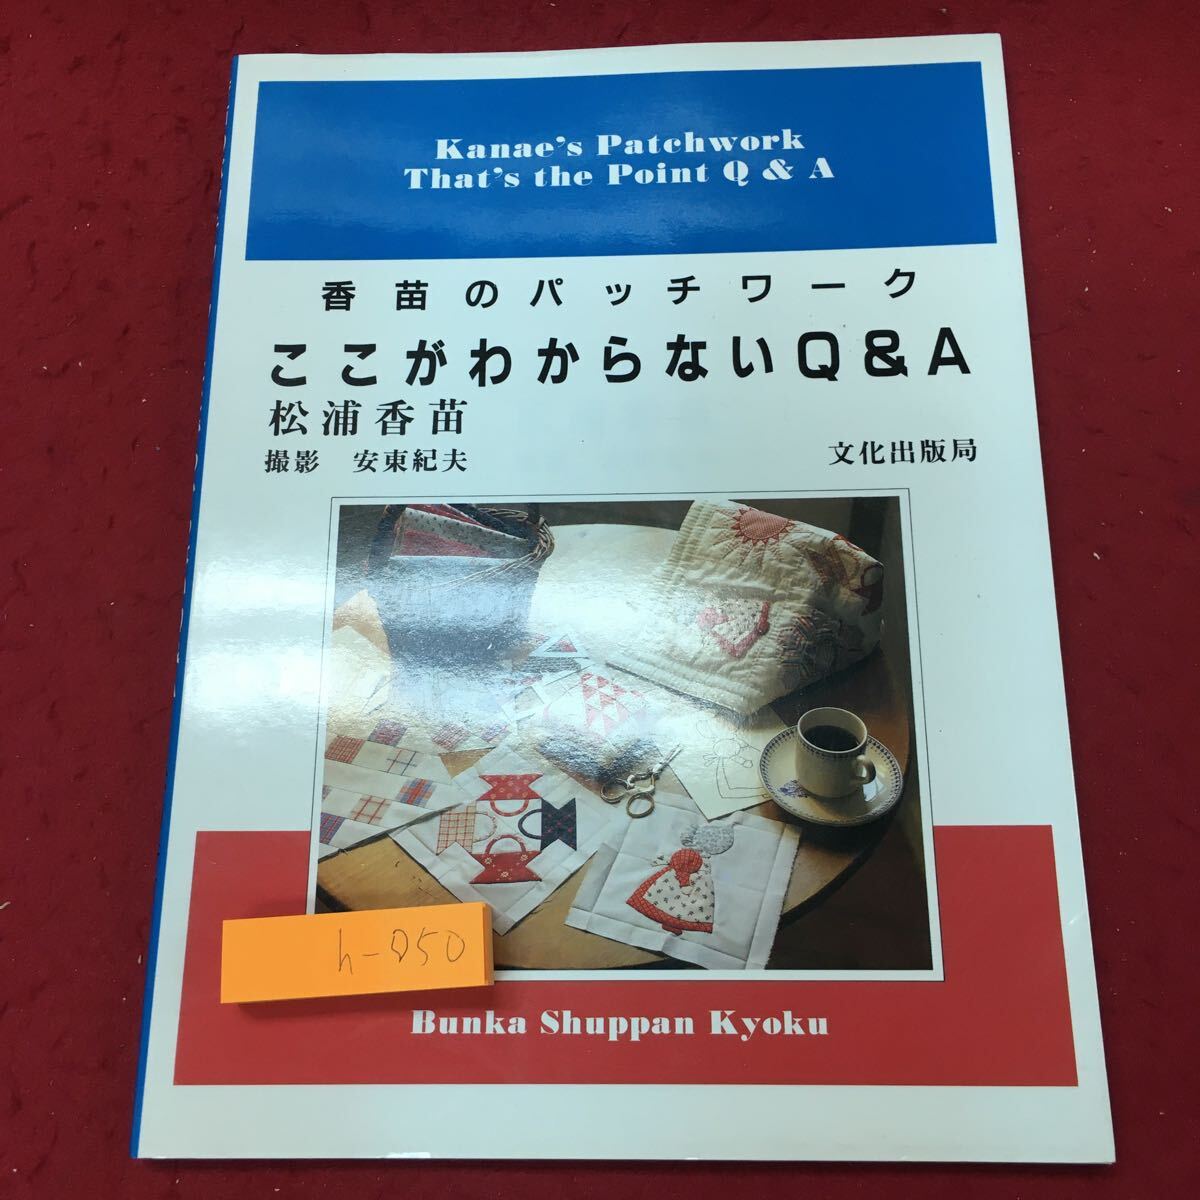 Kanae's Patchwork
That's the Point Q & A
香苗のパッチワーク
ここがわからないQ&A
松浦香苗
撮影　安東紀夫
文化出版局
h-050
Bunka Shuppan Kyoku